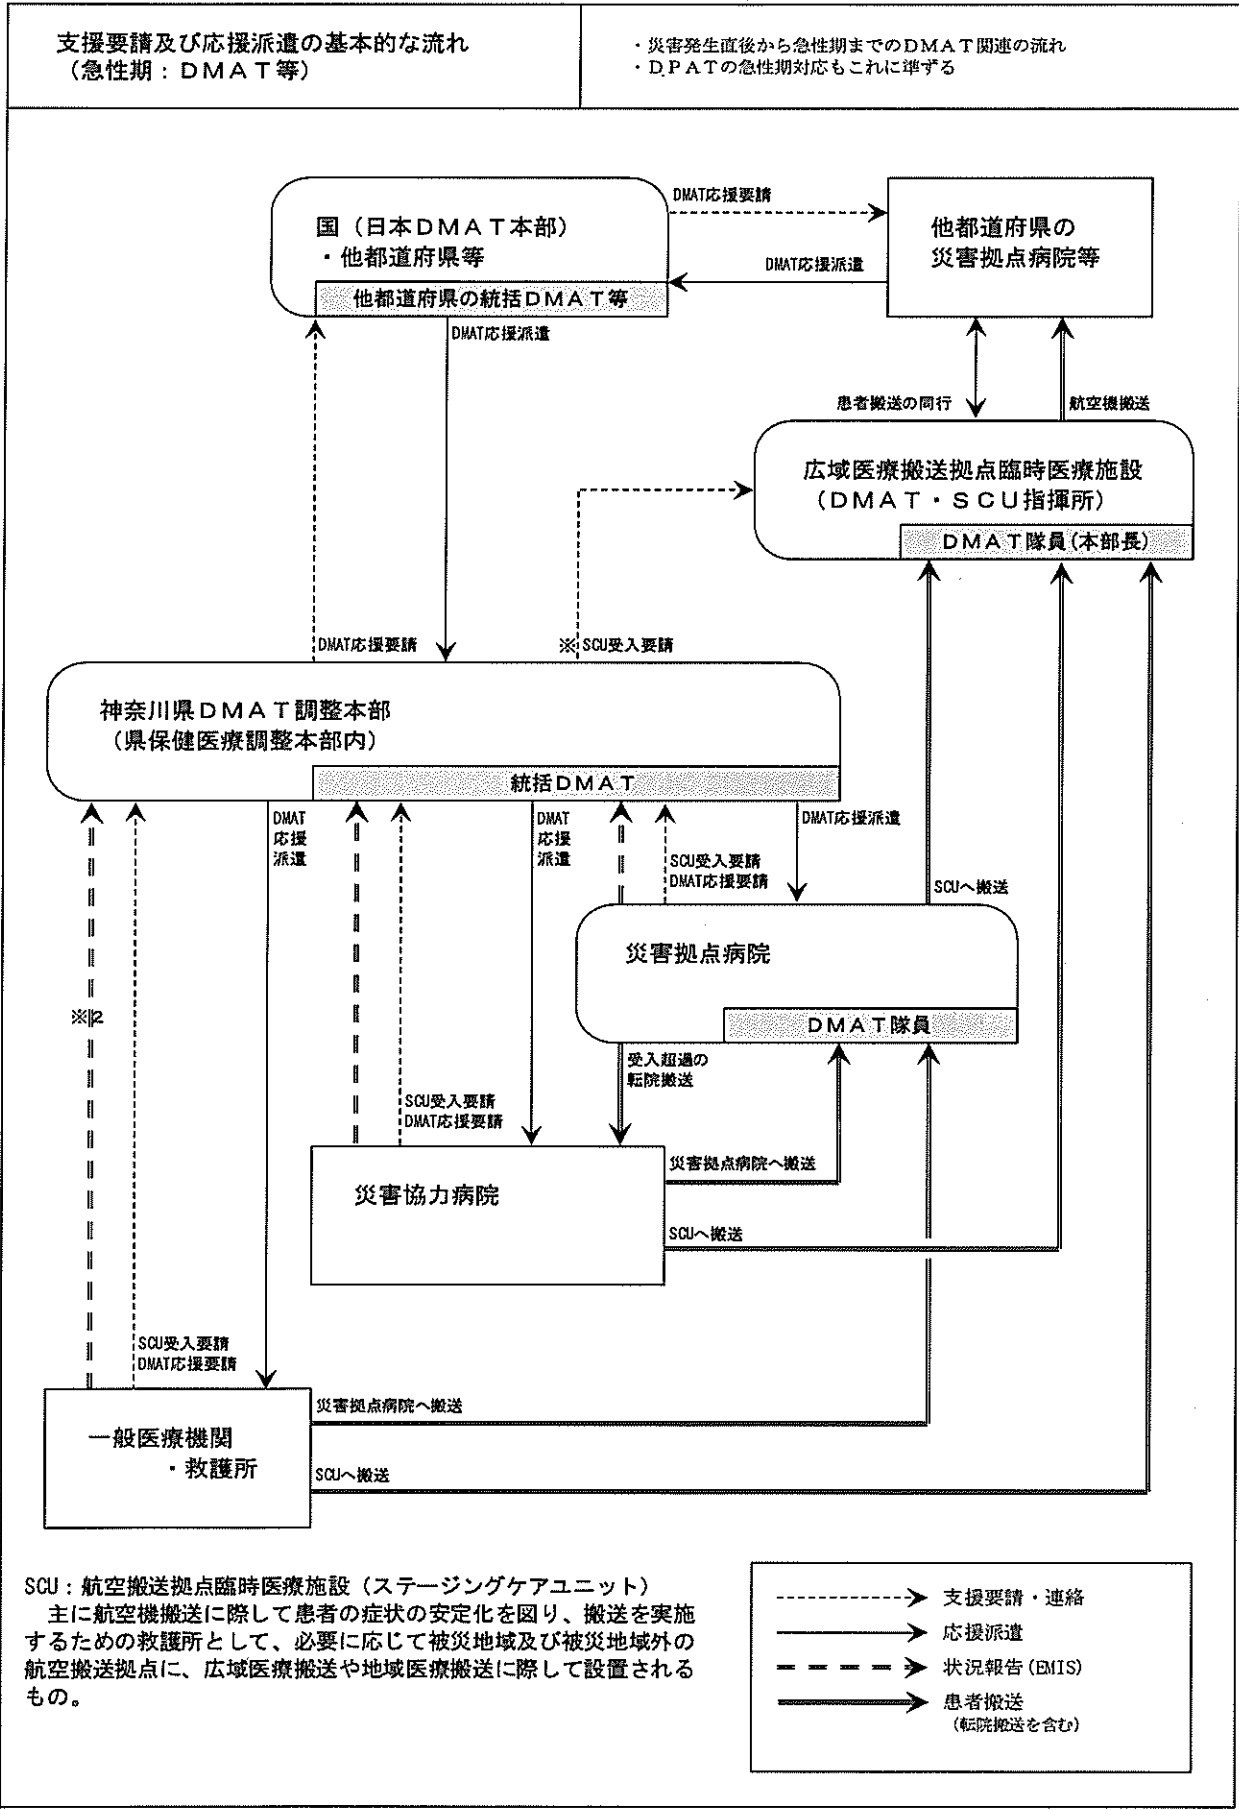 支援要請及び応援派遣の基本的な流れ
(急性期:DMAT等)
・災害発生直後から急性期までのDMAT関連の流れ
・DPATの急性期対応もこれに準ずる
国(日本DMAT本部)
・他都道府県等
他都道府県の統括DMAT等
DMAT応援要請
DMAT応援派遣
他都道府県の
災害拠点病院等
DMAT応援派遣
患者搬送の同行
航空機搬送
広域医療搬送拠点臨時医療施設
(DMAT・SCU指揮所)
DMAT隊員(本部長)
DMAT応援要請
※SCU受入要請
神奈川県DMAT調整本部
(県保健医療調整本部内)
統括DMAT
DMAT
応援
派遣
DMAT
応援
派遣
DMAT応援派遣
SCU受入要請
DMAT応援要請
SCUへ搬送
災害拠点病院
DMAT隊員
※2
受入超過の
転院搬送
SCU受入要請
DMAT応援要請
災害協力病院
災害拠点病院へ搬送
SCUへ搬送
SCU受入要請
DMAT応援要請
一般医療機関
・救護所
災害拠点病院へ搬送
SCUへ搬送
SCU:航空搬送拠点臨時医療施設(ステージングケアユニット)
主に航空機搬送に際して患者の症状の安定化を図り、搬送を実施
するための救護所として、必要に応じて被災地域及び被災地域外の
航空搬送拠点に、広域医療搬送や地域医療搬送に際して設置される
もの。
支援要請・連絡
応援派遣
状況報告(EMIS)
患者搬送
(転院搬送を含む)